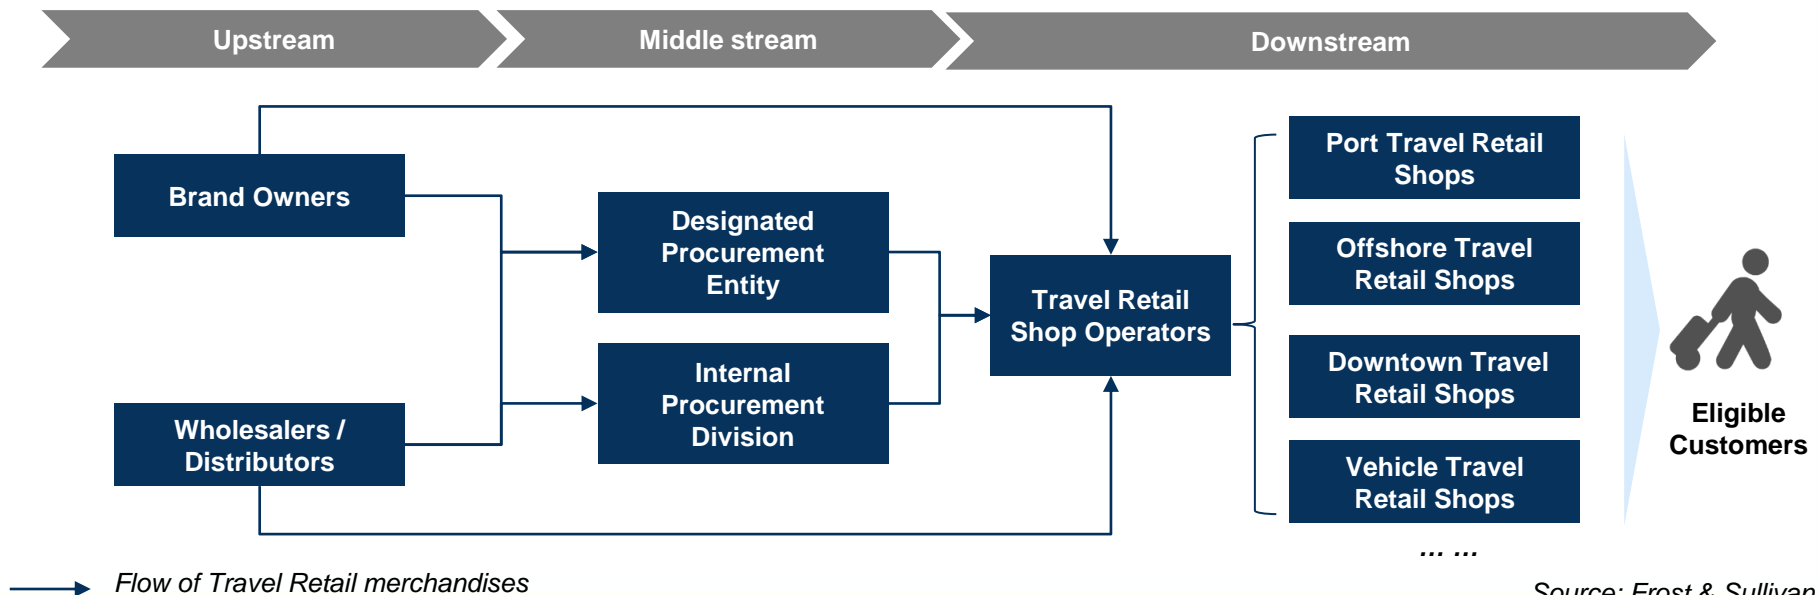 Upstream
Middle stream
Downstream
Brand Owners
Wholesalers /
Distributors
Designated
Procurement
Entity
Internal
Procurement
Division
Travel Retail
Shop Operators
Port Travel Retail
Shops
Offshore Travel
Retail Shops
Downtown Travel
Retail Shops
Vehicle Travel
Retail Shops
... ...
Eligible
Customers
Flow of Travel Retail merchandises
Source: Frost & Sullivan